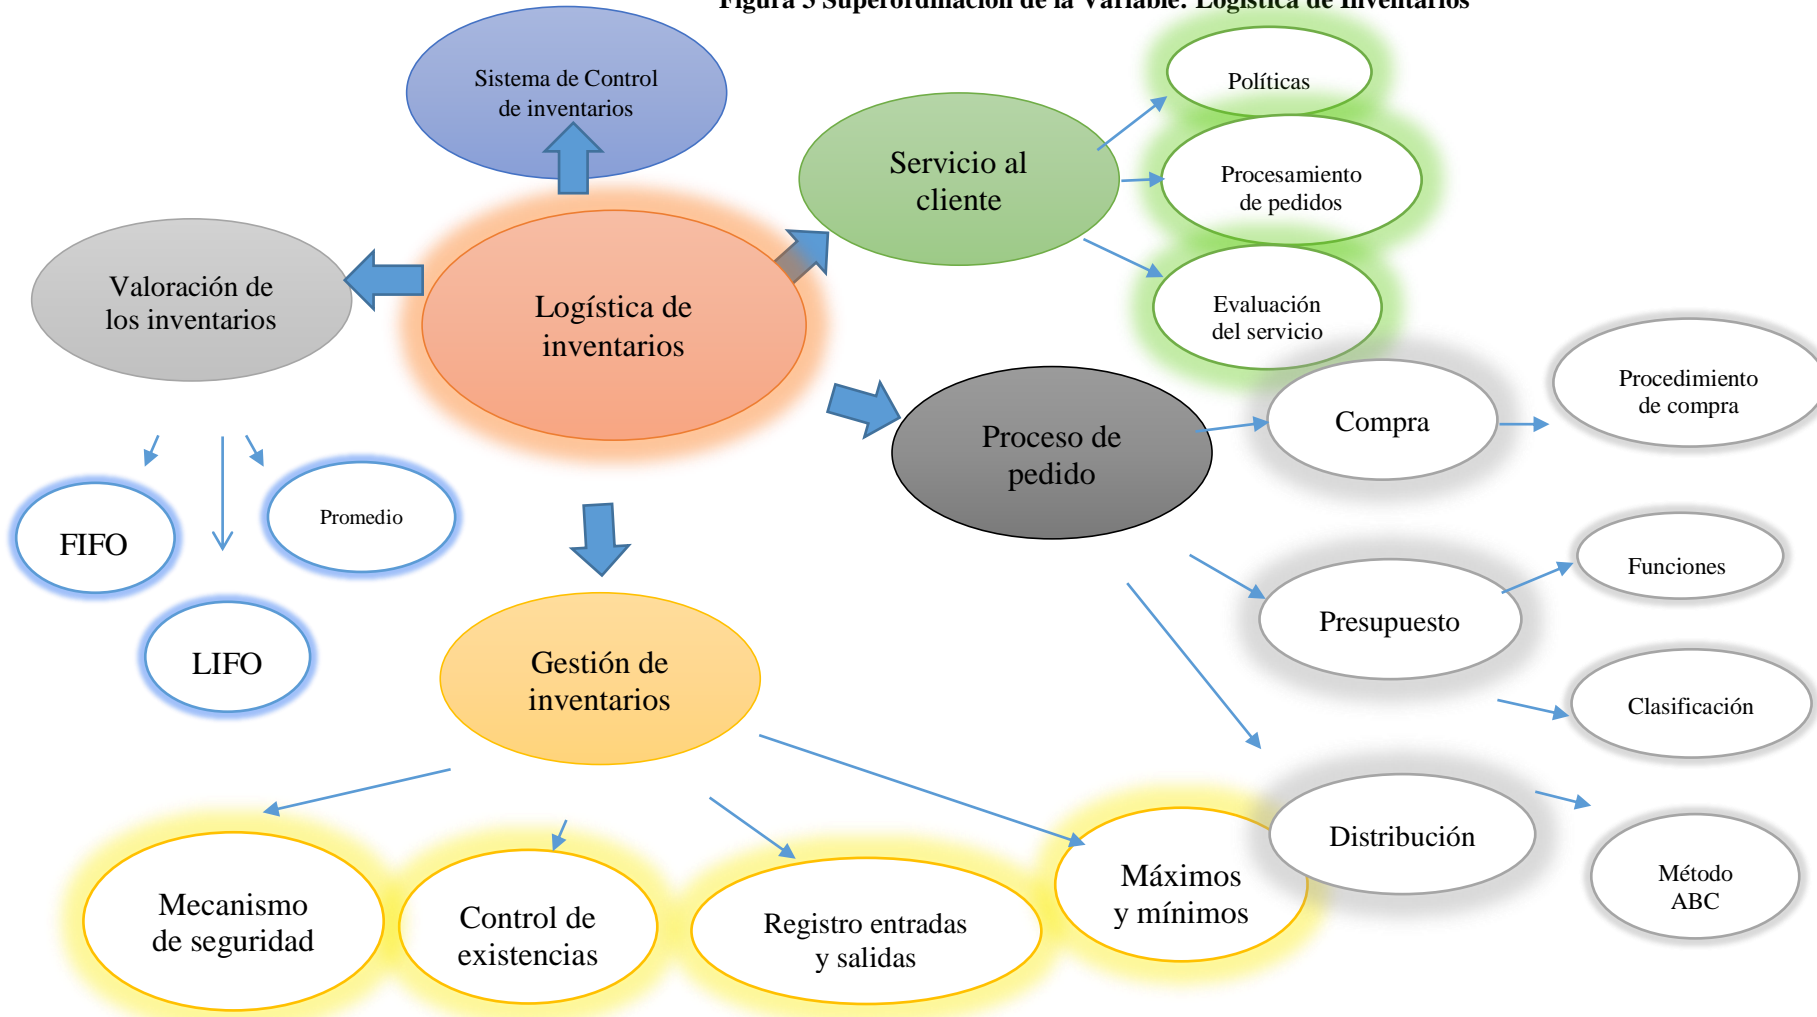 Figura 3 Superordinación de la Variable: Logística de Inventarios
Sistema de Control
de inventarios
Políticas
Servicio al
cliente
Procesamiento
de pedidos
Valoración de
los inventarios
Logística de
inventarios
Evaluación
del servicio
Procedimiento
de compra
Compra
Proceso de
pedido
FIFO
Promedio
LIFO
Funciones
Presupuesto
Gestión de
inventarios
Clasificación
Distribución
Máximos
y mínimos
Método
ABC
Mecanismo
de seguridad
Control de
existencias
Registro entradas
y salidas